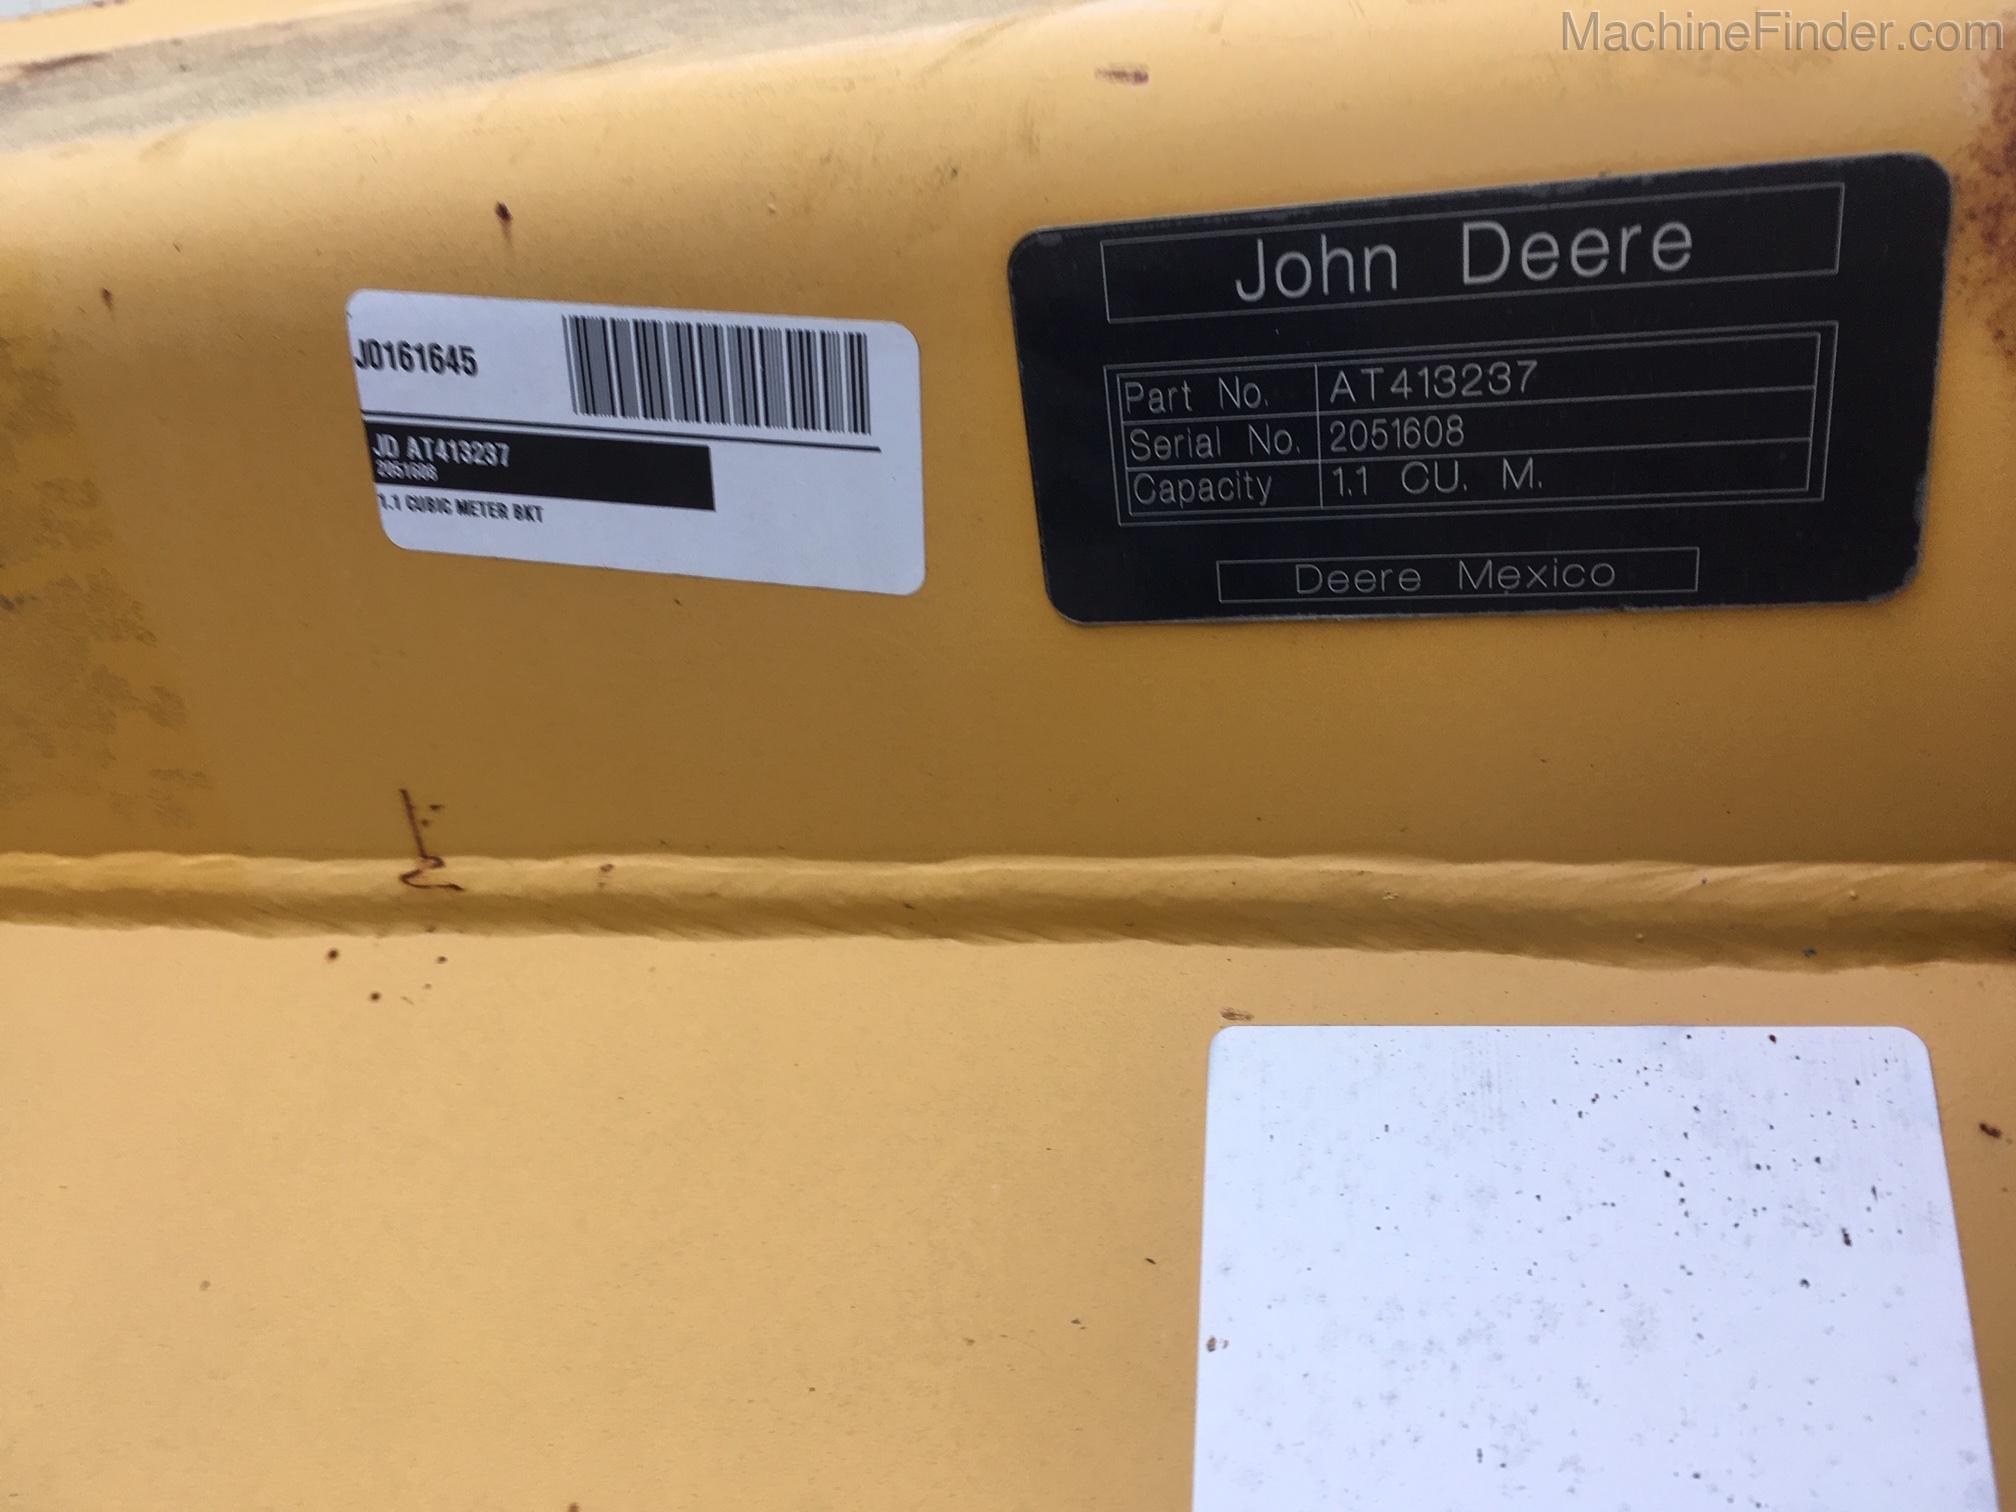 MachineFinder.com
J0161645
JD AT413237
2051608
1.1 CUBIC METER BKT
John Deere
Part No. AT413237
Serial No. 2051608
Capacity 1.1 CU. M.
Deere Mexico